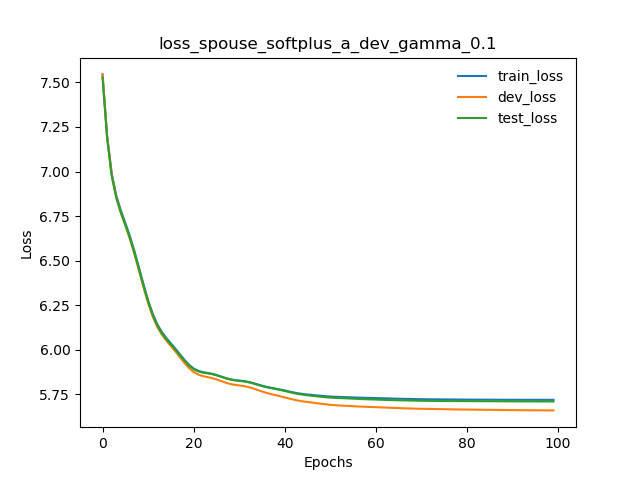 loss_spouse_softplus_a_dev_gamma_0.1
train_loss
dev_loss
test_loss
Loss
7.50
7.25
7.00
6.75
6.50
6.25
6.00
5.75
0 20 40 60 80 100
Epochs